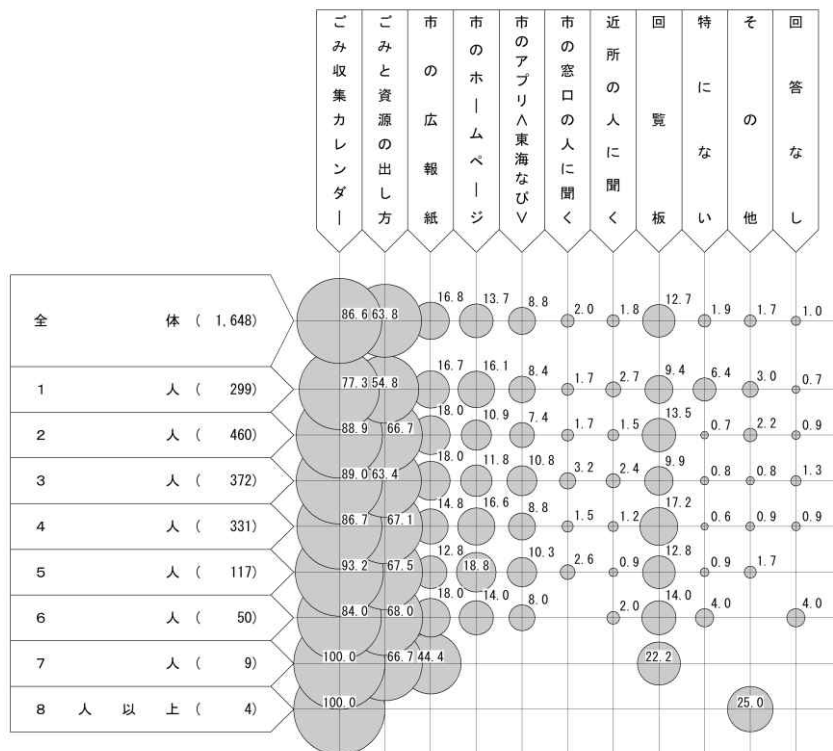 ごみ収集カレンダー
ごみと資源の出し方
市の広報紙
市のホームページ
市のアプリ<東海なび>
市の窓口の人に聞く
近所の人に聞く
回覧板
特にない
その他
回答なし
全体 ( 1,648) 86.6 63.8 16.8 13.7 8.8 2.0 1.8 12.7 1.9 1.7 1.0
1人 ( 299) 77.3 54.8 16.7 16.1 8.4 1.7 2.7 9.4 6.4 3.0 0.7
2人 ( 460) 88.9 66.7 18.0 10.9 7.4 1.7 1.5 13.5 0.7 2.2 0.9
3人 ( 372) 89.0 63.4 18.0 11.8 10.8 3.2 2.4 9.9 0.8 0.8 1.3
4人 ( 331) 86.7 67.1 14.8 16.6 8.8 1.5 1.2 17.2 0.6 0.9 0.9
5人 ( 117) 93.2 67.5 12.8 18.8 10.3 2.6 0.9 12.8 0.9 1.7
6人 ( 50) 84.0 68.0 18.0 14.0 8.0 2.0 14.0 4.0 4.0
7人 ( 9) 100.0 66.7 44.4 22.2
8人以上 ( 4) 100.0 25.0